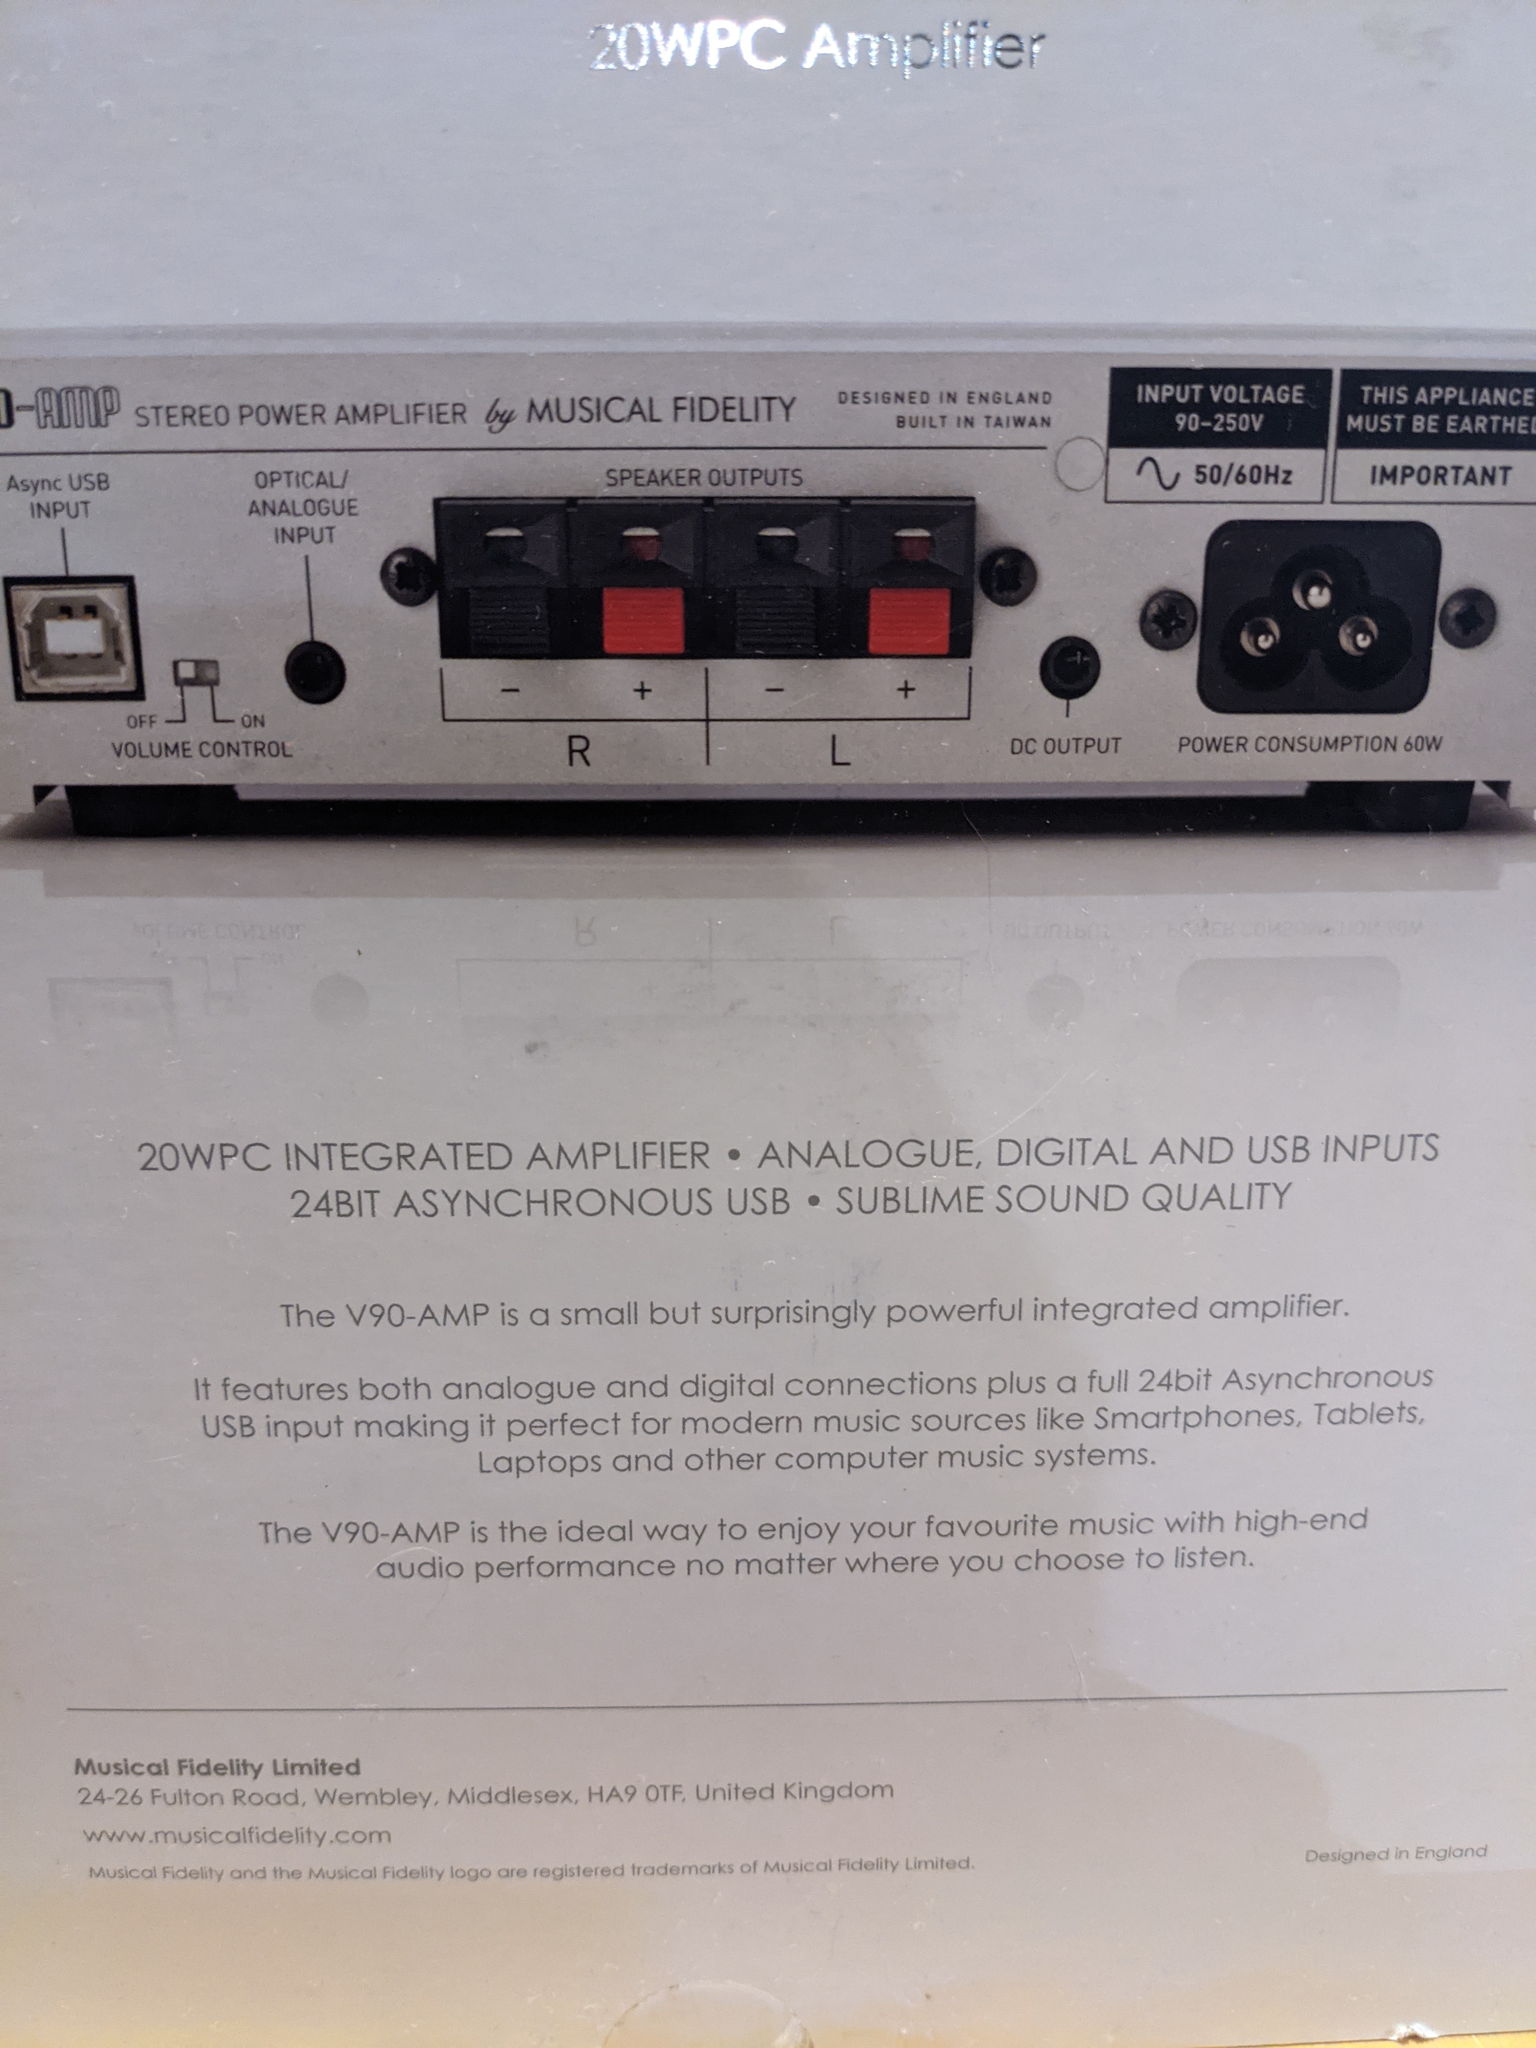 20WPC Amplifier
0-AMP STEREO POWER AMPLIFIER by MUSICAL FIDELITY
DESIGNED IN ENGLAND
BUILT IN TAIWAN
INPUT VOLTAGE
90-250V
50/60Hz
THIS APPLIANCE
MUST BE EARTHED
IMPORTANT
Async USB
INPUT
OPTICAL/
ANALOGUE
INPUT
SPEAKER OUTPUTS
OFF ON
VOLUME CONTROL
- + - +
R L
DC OUTPUT
POWER CONSUMPTION 60W
20WPC INTEGRATED AMPLIFIER • ANALOGUE, DIGITAL AND USB INPUTS
24BIT ASYNCHRONOUS USB • SUBLIME SOUND QUALITY
The V90-AMP is a small but surprisingly powerful integrated amplifier.
It features both analogue and digital connections plus a full 24bit Asynchronous
USB input making it perfect for modern music sources like Smartphones, Tablets,
Laptops and other computer music systems.
The V90-AMP is the ideal way to enjoy your favourite music with high-end
audio performance no matter where you choose to listen.
Musical Fidelity Limited
24-26 Fulton Road, Wembley, Middlesex, HA9 0TF, United Kingdom
www.musicalfidelity.com
Musical Fidelity and the Musical Fidelity logo are registered trademarks of Musical Fidelity Limited.
Designed in England